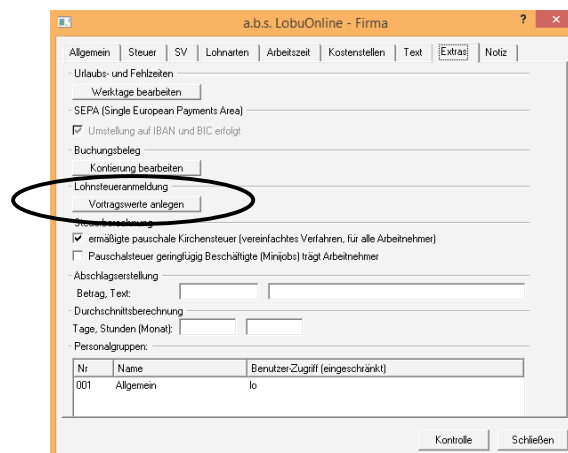 a.b.s. LobuOnline - Firma
Allgemein Steuer SV Lohnarten Arbeitszeit Kostenstellen Text Extras Notiz
Urlaubs- und Fehlzeiten
Werktage bearbeiten
SEPA (Single European Payments Area)
Umstellung auf IBAN und BIC erfolgt
Buchungsbeleg
Kontierung bearbeiten
Lohnsteueranmeldung
Vortragswerte anlegen
Steuerberechnung
ermäßigte pauschale Kirchensteuer (vereinfachtes Verfahren, für alle Arbeitnehmer)
Pauschalsteuer geringfügig Beschäftigte (Minijobs) trägt Arbeitnehmer
Abschlagserstellung
Betrag, Text:
Durchschnittsberechnung
Tage, Stunden (Monat):
Personalgruppen:
Nr Name Benutzer-Zugriff (eingeschränkt)
001 Allgemein lo
Kontrolle Schließen